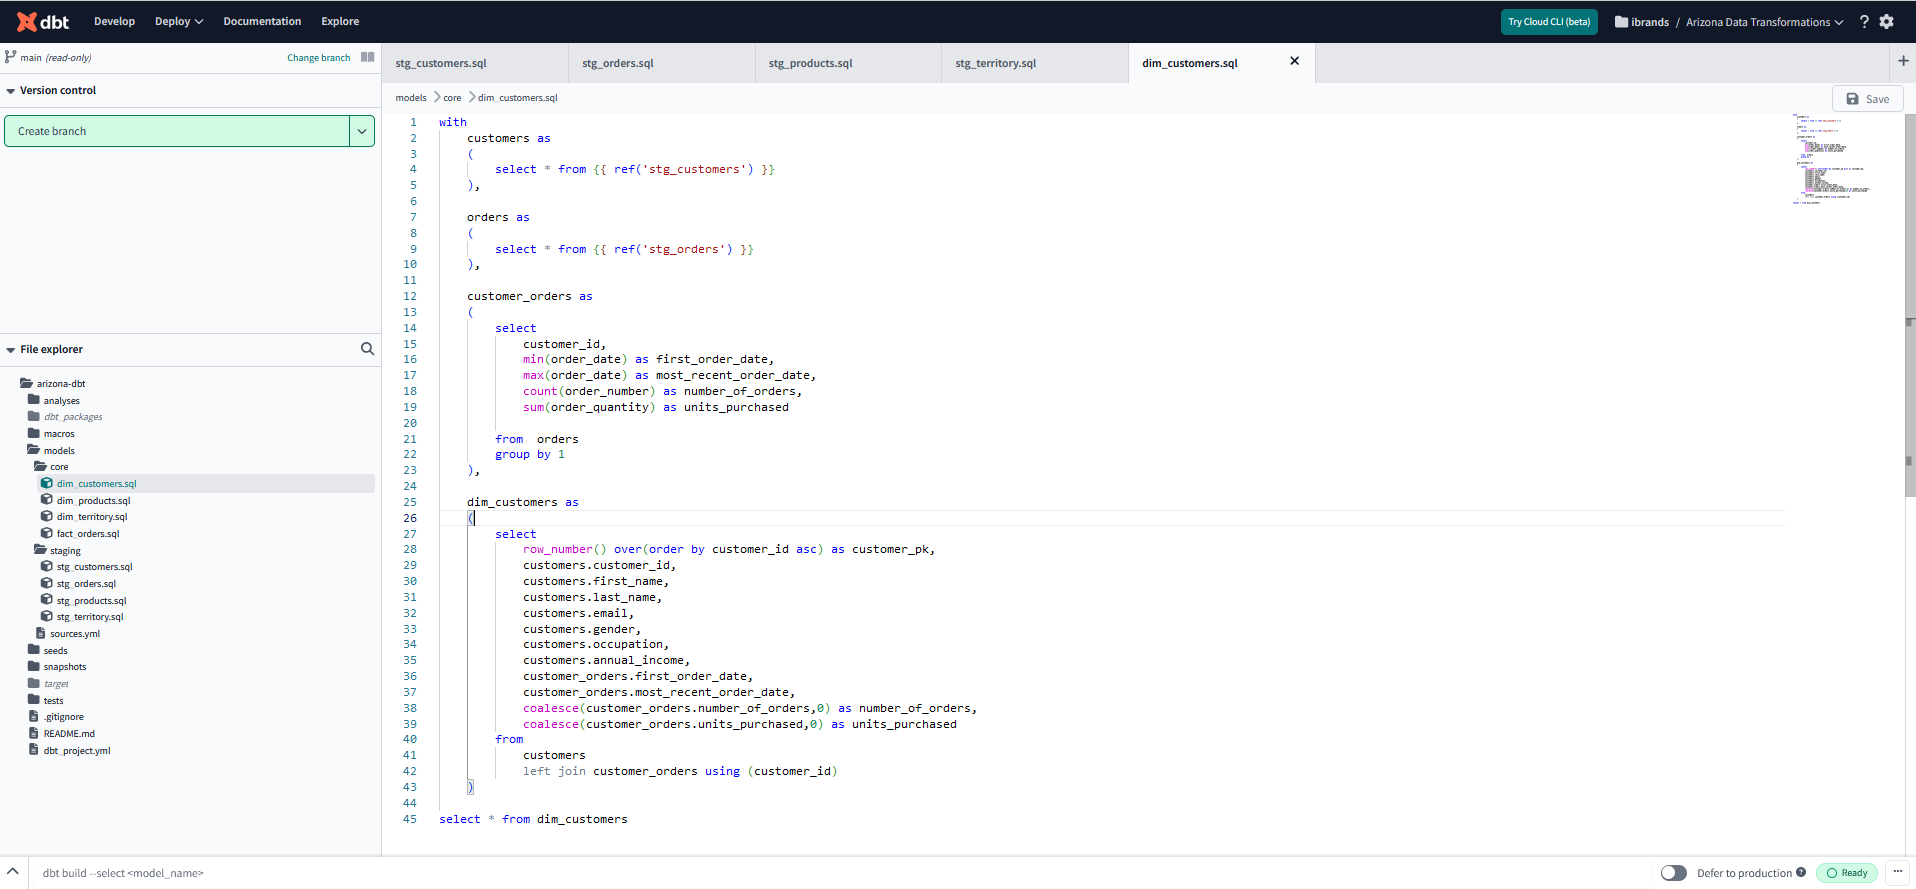 dbt Develop Deploy Documentation Explore Try Cloud CLI (beta) ibrands / Arizona Data Transformations ?
main (read-only) Change branch
Version control
Create branch
File explorer
arizona-dbt
analyses
dbt_packages
macros
models
core
dim_customers.sql
dim_products.sql
dim_territory.sql
fact_orders.sql
staging
stg_customers.sql
stg_orders.sql
stg_products.sql
stg_territory.sql
sources.yml
seeds
snapshots
target
tests
.gitignore
README.md
dbt_project.yml
stg_customers.sql stg_orders.sql stg_products.sql stg_territory.sql dim_customers.sql
models > core > dim_customers.sql Save
1 with
2 customers as
3 (
4 select * from {{ ref('stg_customers') }}
5 ),
6
7 orders as
8 (
9 select * from {{ ref('stg_orders') }}
10 ),
11
12 customer_orders as
13 (
14 select
15 customer_id,
16 min(order_date) as first_order_date,
17 max(order_date) as most_recent_order_date,
18 count(order_number) as number_of_orders,
19 sum(order_quantity) as units_purchased
20
21 from  orders
22 group by 1
23 ),
24
25 dim_customers as
26 (
27 select
28 row_number() over(order by customer_id asc) as customer_pk,
29 customers.customer_id,
30 customers.first_name,
31 customers.last_name,
32 customers.email,
33 customers.gender,
34 customers.occupation,
35 customers.annual_income,
36 customer_orders.first_order_date,
37 customer_orders.most_recent_order_date,
38 coalesce(customer_orders.number_of_orders,0) as number_of_orders,
39 coalesce(customer_orders.units_purchased,0) as units_purchased
40 from
41 customers
42 left join customer_orders using (customer_id)
43 )
44
45 select * from dim_customers
dbt build --select <model_name> Defer to production ? Ready ...